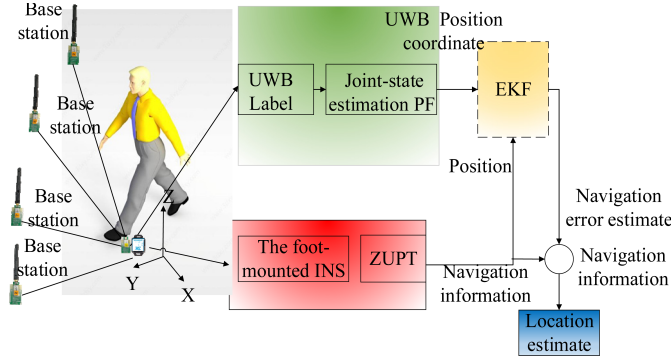 Base
station
Base
station
Base
station
Base
station
Z
Y
X
UWB
Label
Joint-state
estimation PF
UWB Position
coordinate
EKF
Position
The foot-
mounted INS
ZUPT
Navigation
information
Navigation
error estimate
Navigation
information
Location
estimate